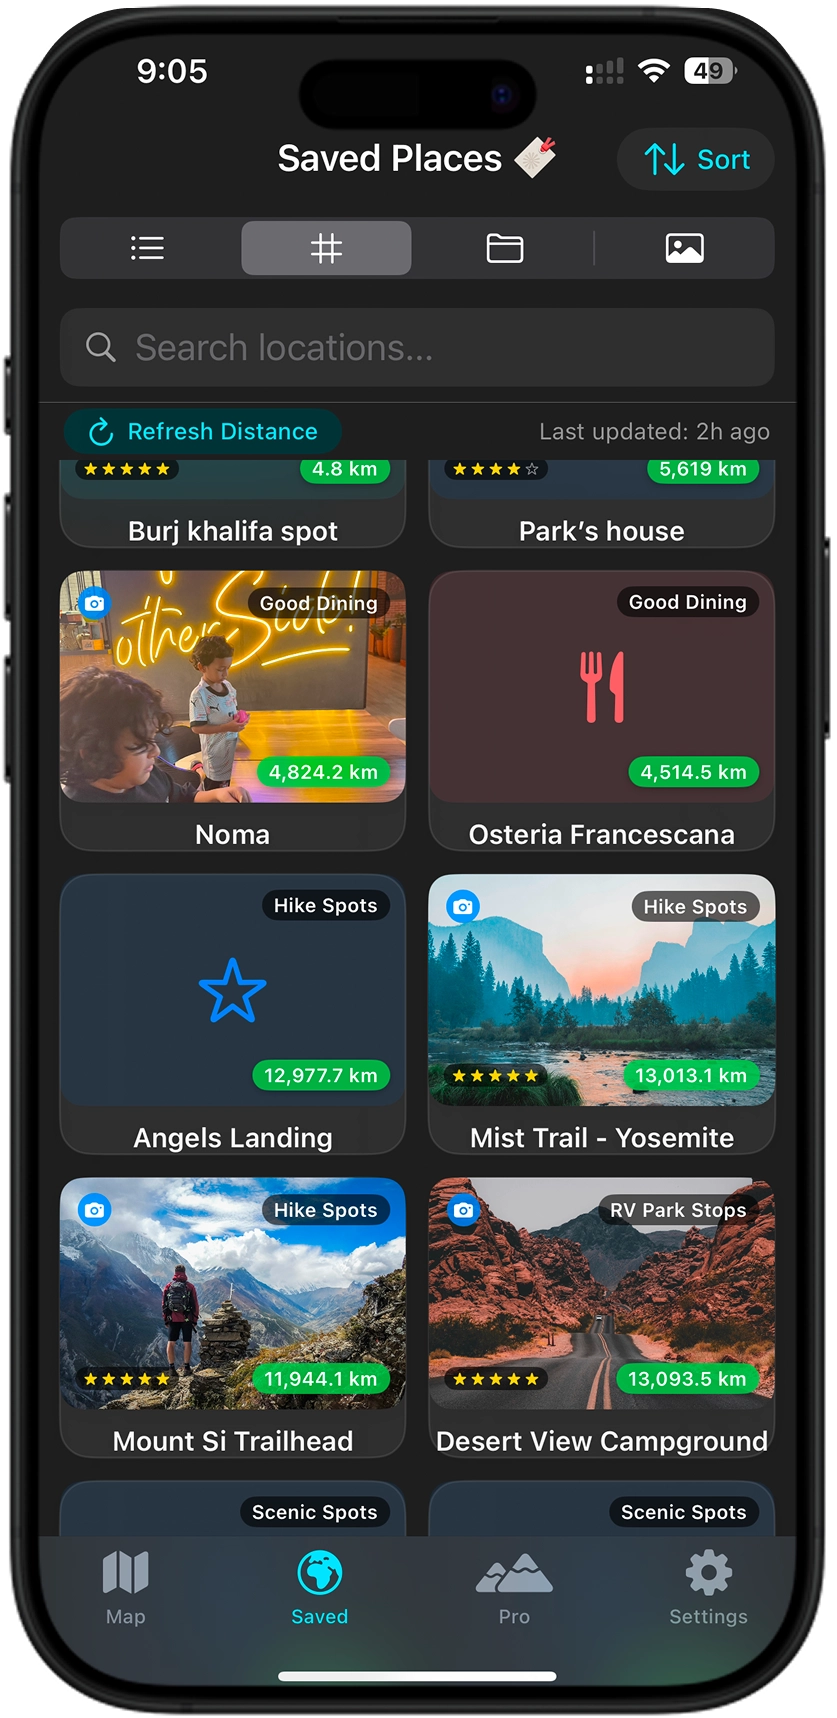 9:05
49
Saved Places
Sort
Search locations...
Refresh Distance
Last updated: 2h ago
4.8 km
5,619 km
Burj khalifa spot
Park's house
Good Dining
other Side!
4,824.2 km
Noma
Good Dining
4,514.5 km
Osteria Francescana
Hike Spots
12,977.7 km
Angels Landing
Hike Spots
13,013.1 km
Mist Trail - Yosemite
Hike Spots
11,944.1 km
Mount Si Trailhead
RV Park Stops
13,093.5 km
Desert View Campground
Scenic Spots
Scenic Spots
Map
Saved
Pro
Settings